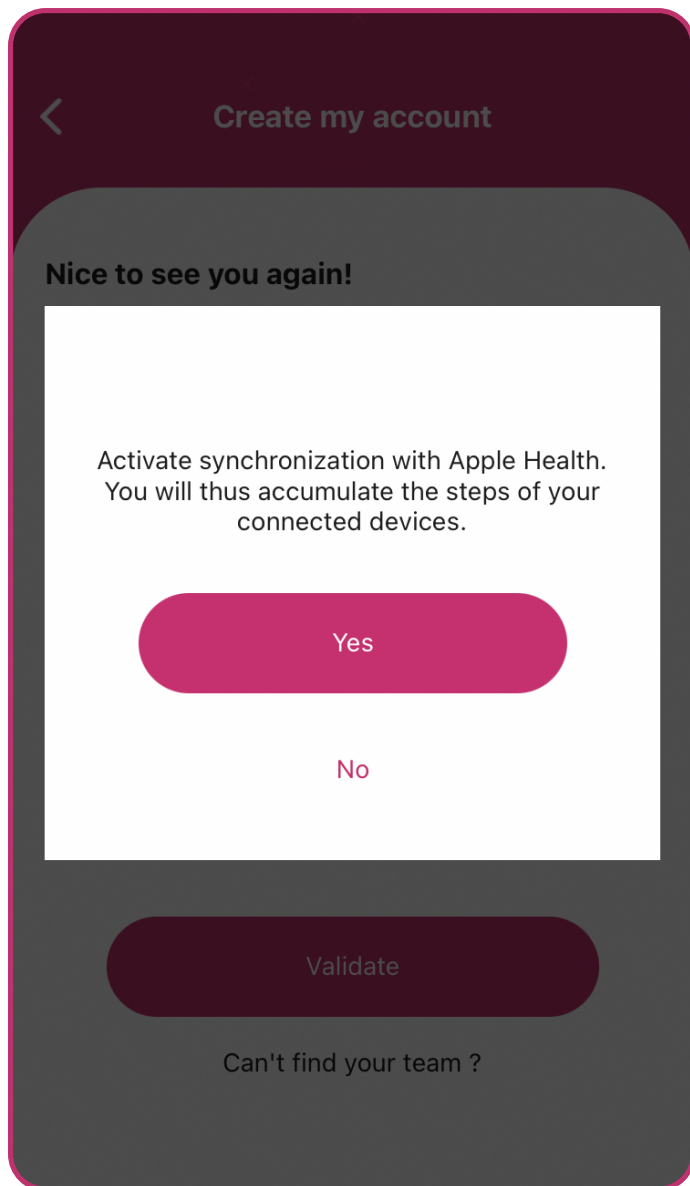 Create my account
Nice to see you again!
Activate synchronization with Apple Health.
You will thus accumulate the steps of your
connected devices.
Yes
No
Validate
Can't find your team ?